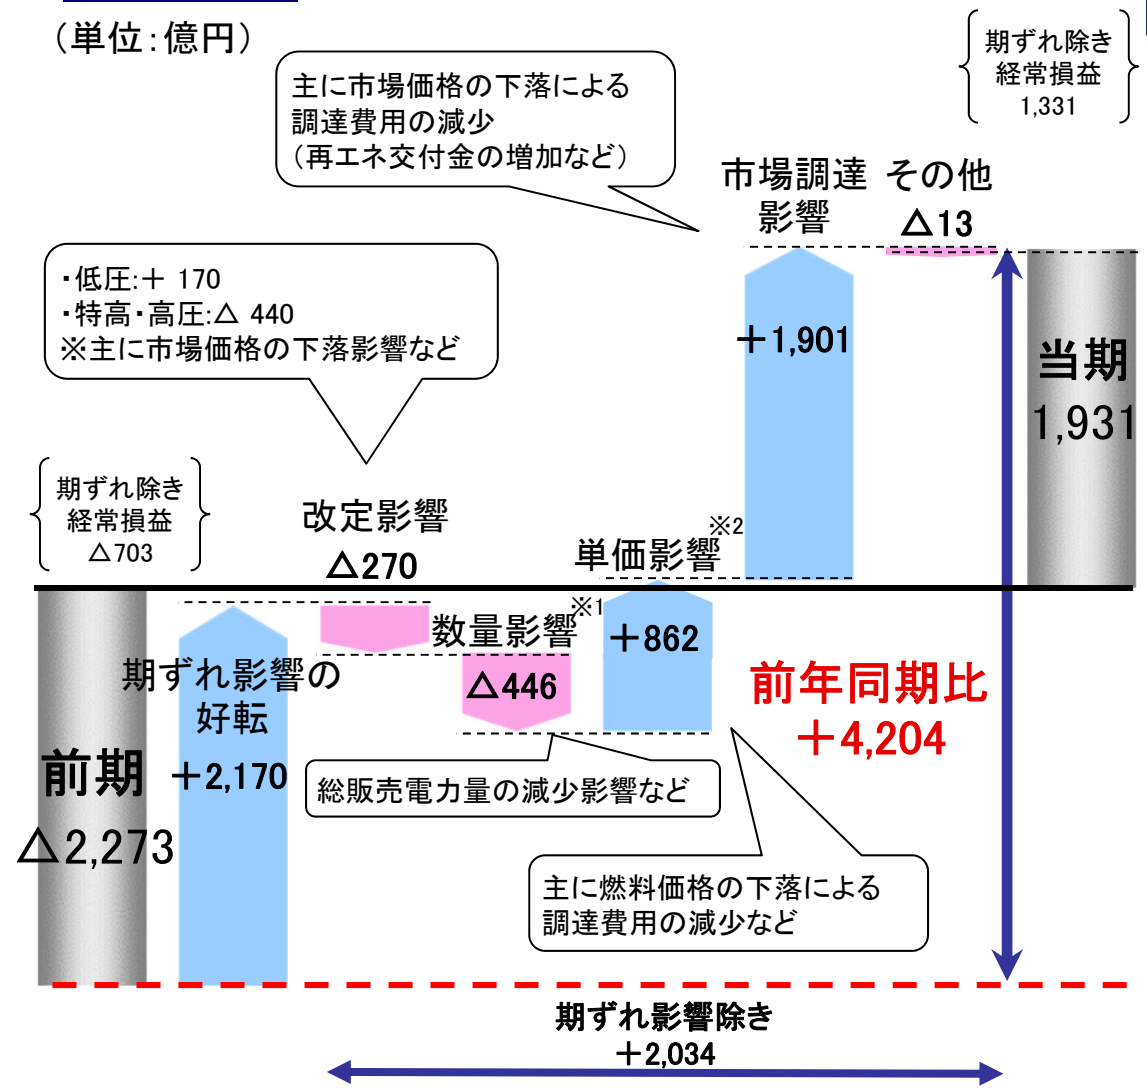 （単位：億円）
期ずれ除き
経常損益
1,331
主に市場価格の下落による
調達費用の減少
（再エネ交付金の増加など）
市場調達
影響
その他
△13
・低圧:＋ 170
・特高・高圧:△ 440
※主に市場価格の下落影響など
＋1,901
当期
1,931
期ずれ除き
経常損益
△703
改定影響
△270
単価影響※2
数量影響※1
＋862
期ずれ影響の
好転
＋2,170
△446
前年同期比
＋4,204
前期
△2,273
総販売電力量の減少影響など
主に燃料価格の下落による
調達費用の減少など
期ずれ影響除き
＋2,034